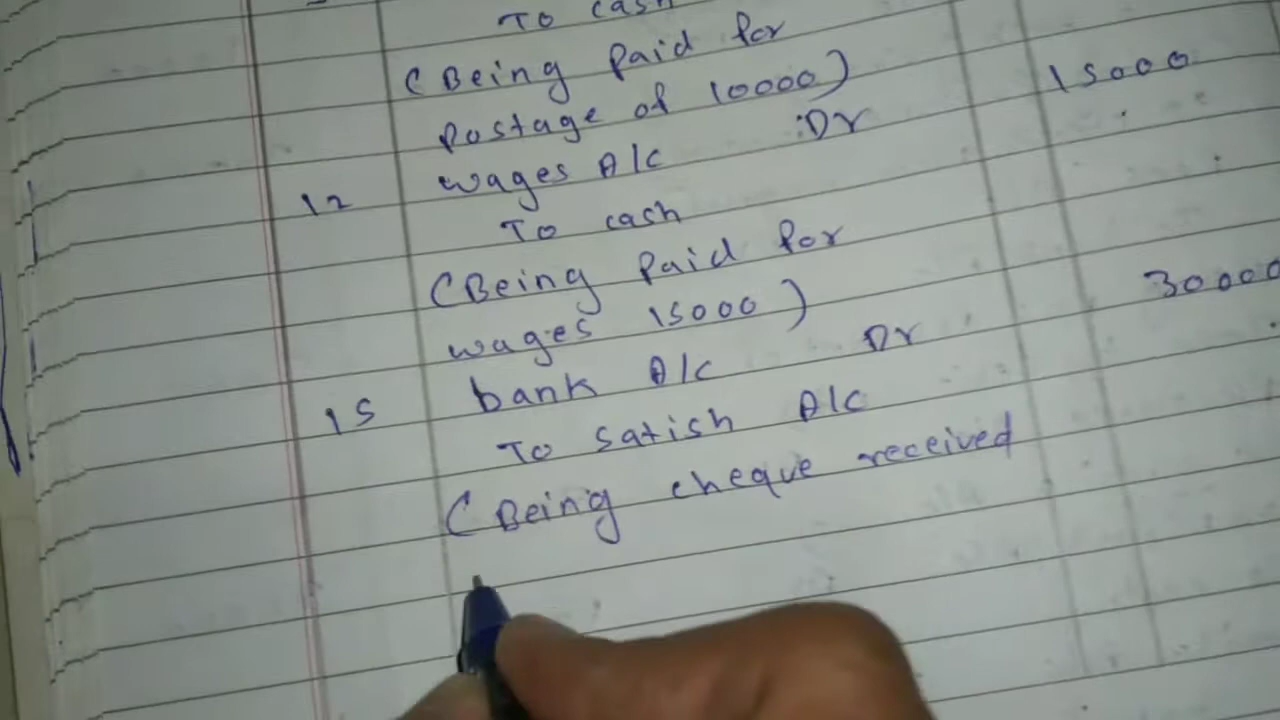 To cash
(Being Paid for
Postage of 10000)
12 wages A/c Dr 15000
To cash
(Being Paid for
wages 15000)
15 bank A/c Dr 30000
To Satish A/c
(Being cheque received